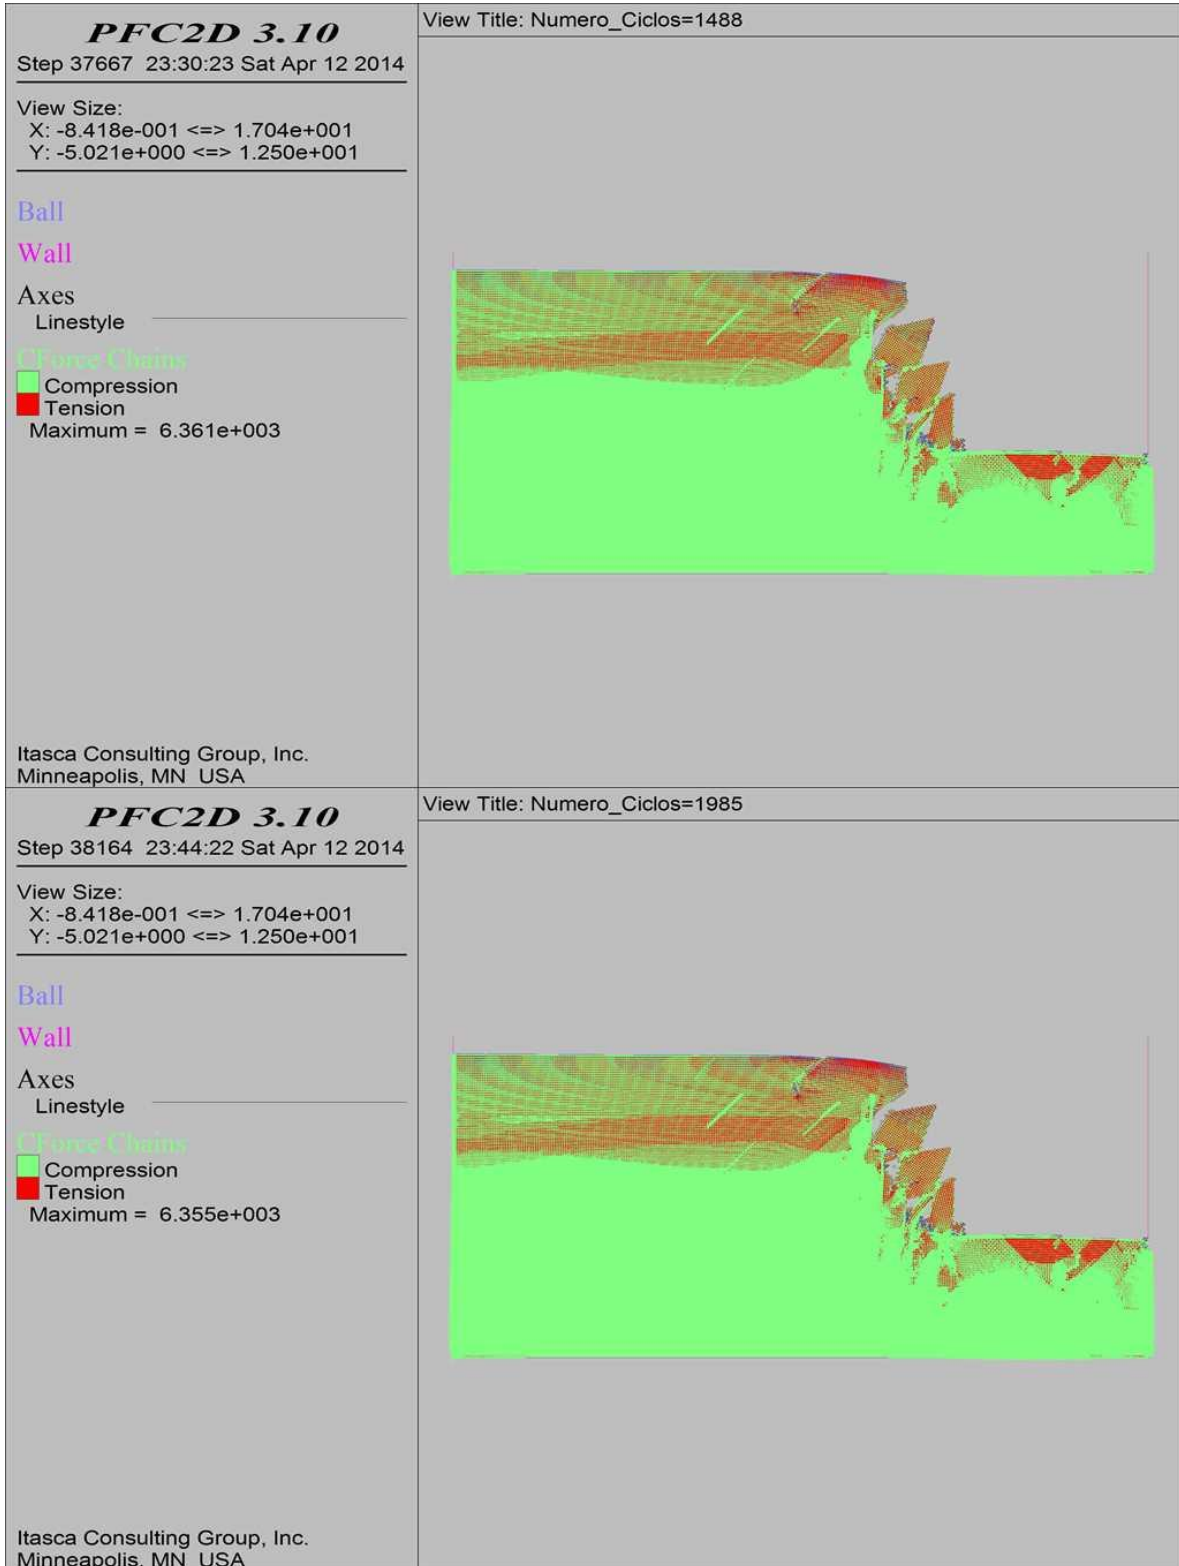 PFC2D 3.10
Step 37667 23:30:23 Sat Apr 12 2014
View Size:
X: -8.418e-001 <=> 1.704e+001
Y: -5.021e+000 <=> 1.250e+001
Ball
Wall
Axes
Linestyle
CForce Chains
Compression
Tension
Maximum = 6.361e+003
Itasca Consulting Group, Inc.
Minneapolis, MN USA
View Title: Numero_Ciclos=1488
PFC2D 3.10
Step 38164 23:44:22 Sat Apr 12 2014
View Size:
X: -8.418e-001 <=> 1.704e+001
Y: -5.021e+000 <=> 1.250e+001
Ball
Wall
Axes
Linestyle
CForce Chains
Compression
Tension
Maximum = 6.355e+003
Itasca Consulting Group, Inc.
Minneapolis, MN USA
View Title: Numero_Ciclos=1985